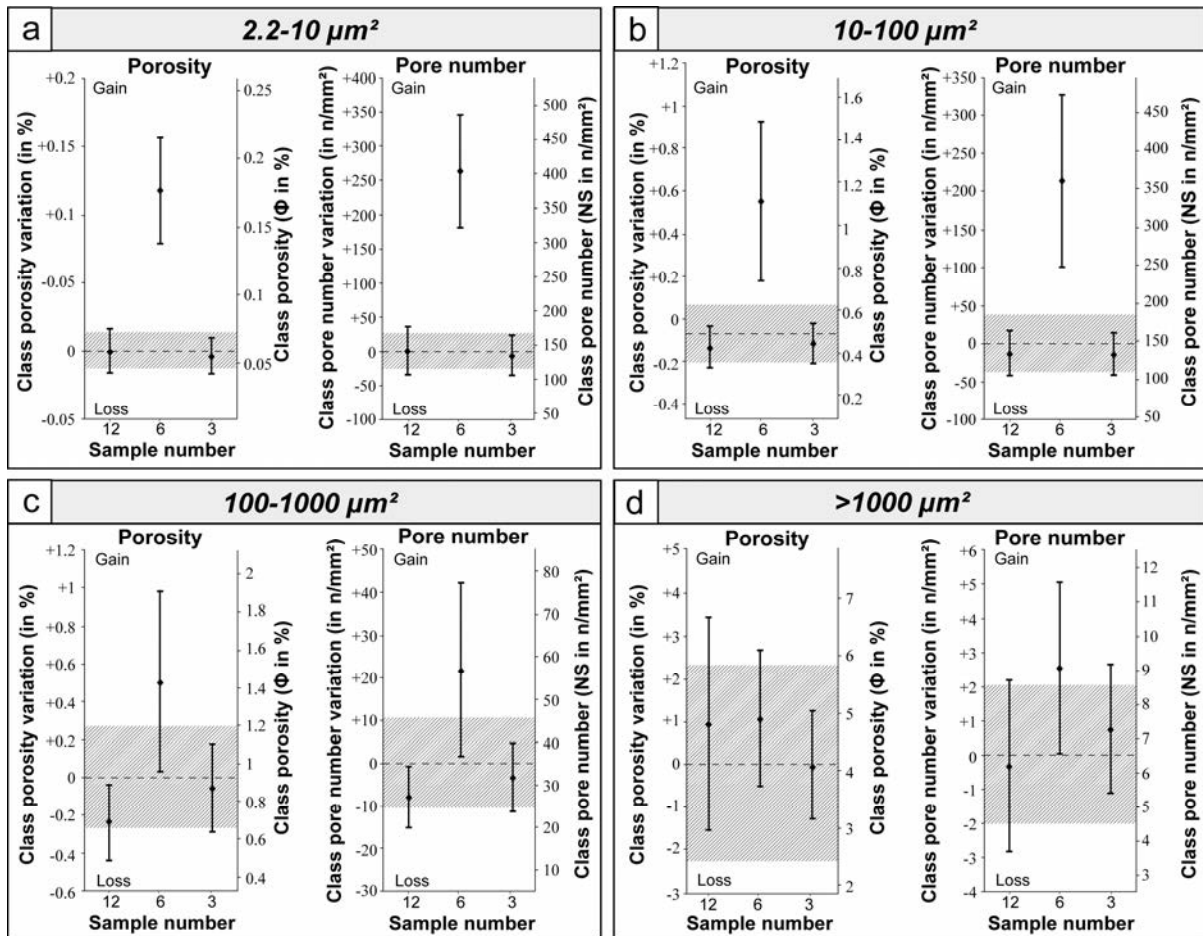 a
2.2-10 µm²
Porosity
Class porosity variation (in %)
+0.2
+0.15
+0.1
-0.05
0
-0.05
Gain
Loss
0.25
0.2
0.15
0.1
0.05
Class porosity (Φ in %)
12 6 3
Sample number
Pore number
Class pore number variation (in n/mm²)
+400
+350
+300
+250
+200
+150
+100
+50
0
-50
-100
Gain
Loss
500
450
400
350
300
250
200
150
100
50
Class pore number (NS in n/mm²)
12 6 3
Sample number
b
10-100 µm²
Porosity
Class porosity variation (in %)
+1.2
+1
+0.8
+0.6
+0.4
+0.2
0
-0.2
-0.4
Gain
Loss
1.6
1.4
1.2
1
0.8
0.6
0.4
0.2
Class porosity (Φ in %)
12 6 3
Sample number
Pore number
Class pore number variation (in n/mm²)
+350
+300
+250
+200
+150
+100
+50
0
-50
-100
Gain
Loss
450
400
350
300
250
200
150
100
50
Class pore number (NS in n/mm²)
12 6 3
Sample number
c
100-1000 µm²
Porosity
Class porosity variation (in %)
+1.2
+1
+0.8
+0.6
+0.4
+0.2
0
-0.2
-0.4
-0.6
Gain
Loss
2
1.8
1.6
1.4
1.2
1
0.8
0.6
0.4
Class porosity (Φ in %)
12 6 3
Sample number
Pore number
Class pore number variation (in n/mm²)
+50
+40
+30
+20
+10
0
-10
-20
-30
Gain
Loss
80
70
60
50
40
30
20
10
Class pore number (NS in n/mm²)
12 6 3
Sample number
d
>1000 µm²
Porosity
Class porosity variation (in %)
+5
+4
+3
+2
+1
0
-1
-2
-3
Gain
Loss
7
6
5
4
3
2
Class porosity (Φ in %)
12 6 3
Sample number
Pore number
Class pore number variation (in n/mm²)
+6
+5
+4
+3
+2
+1
0
-1
-2
-3
-4
Gain
Loss
12
11
10
9
8
7
6
5
4
3
Class pore number (NS in n/mm²)
12 6 3
Sample number